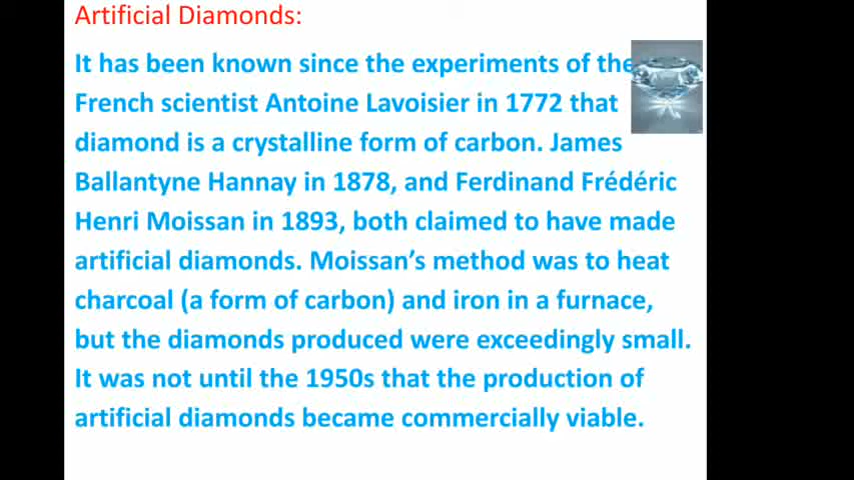 Artificial Diamonds:
It has been known since the experiments of the
French scientist Antoine Lavoisier in 1772 that
diamond is a crystalline form of carbon. James
Ballantyne Hannay in 1878, and Ferdinand Frédéric
Henri Moissan in 1893, both claimed to have made
artificial diamonds. Moissan’s method was to heat
charcoal (a form of carbon) and iron in a furnace,
but the diamonds produced were exceedingly small.
It was not until the 1950s that the production of
artificial diamonds became commercially viable.